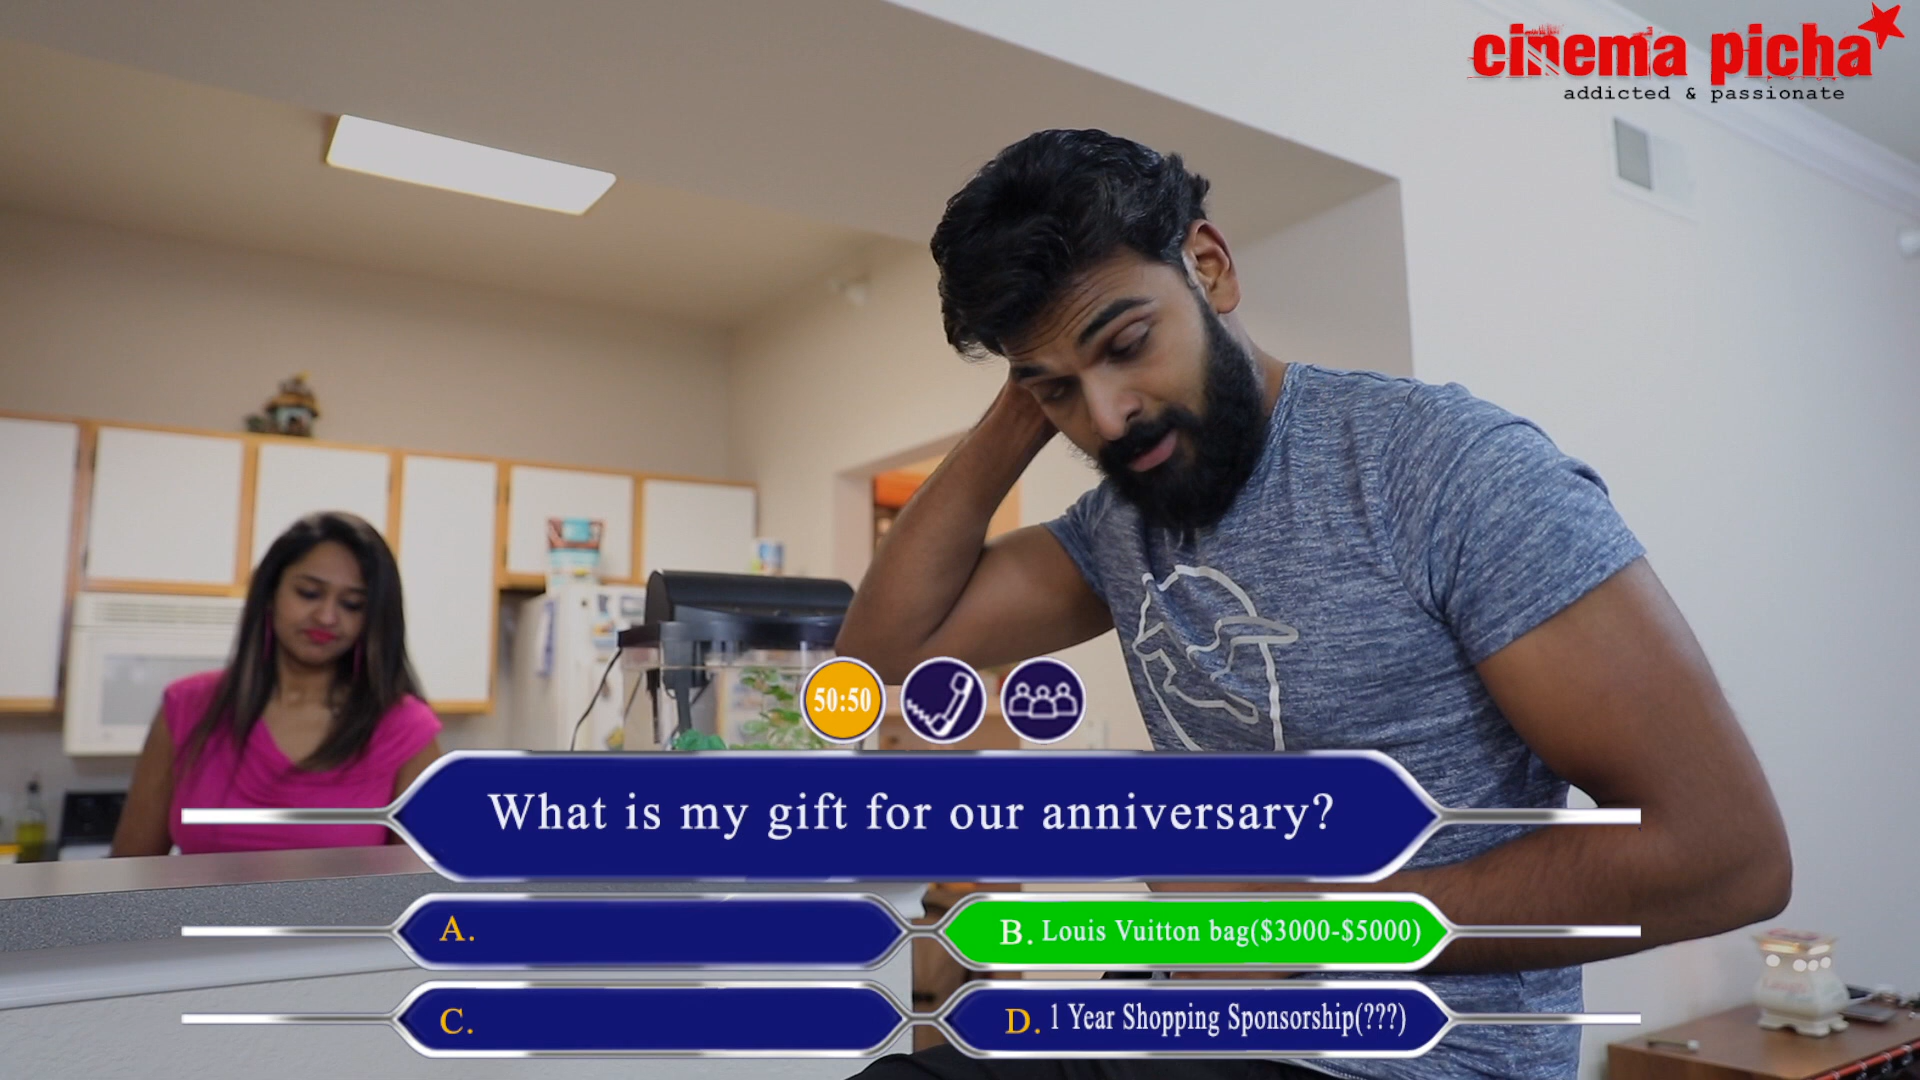 cinema picha
addicted & passionate
50:50
What is my gift for our anniversary?
A.
B. Louis Vuitton bag($3000-$5000)
C.
D. 1 Year Shopping Sponsorship(???)